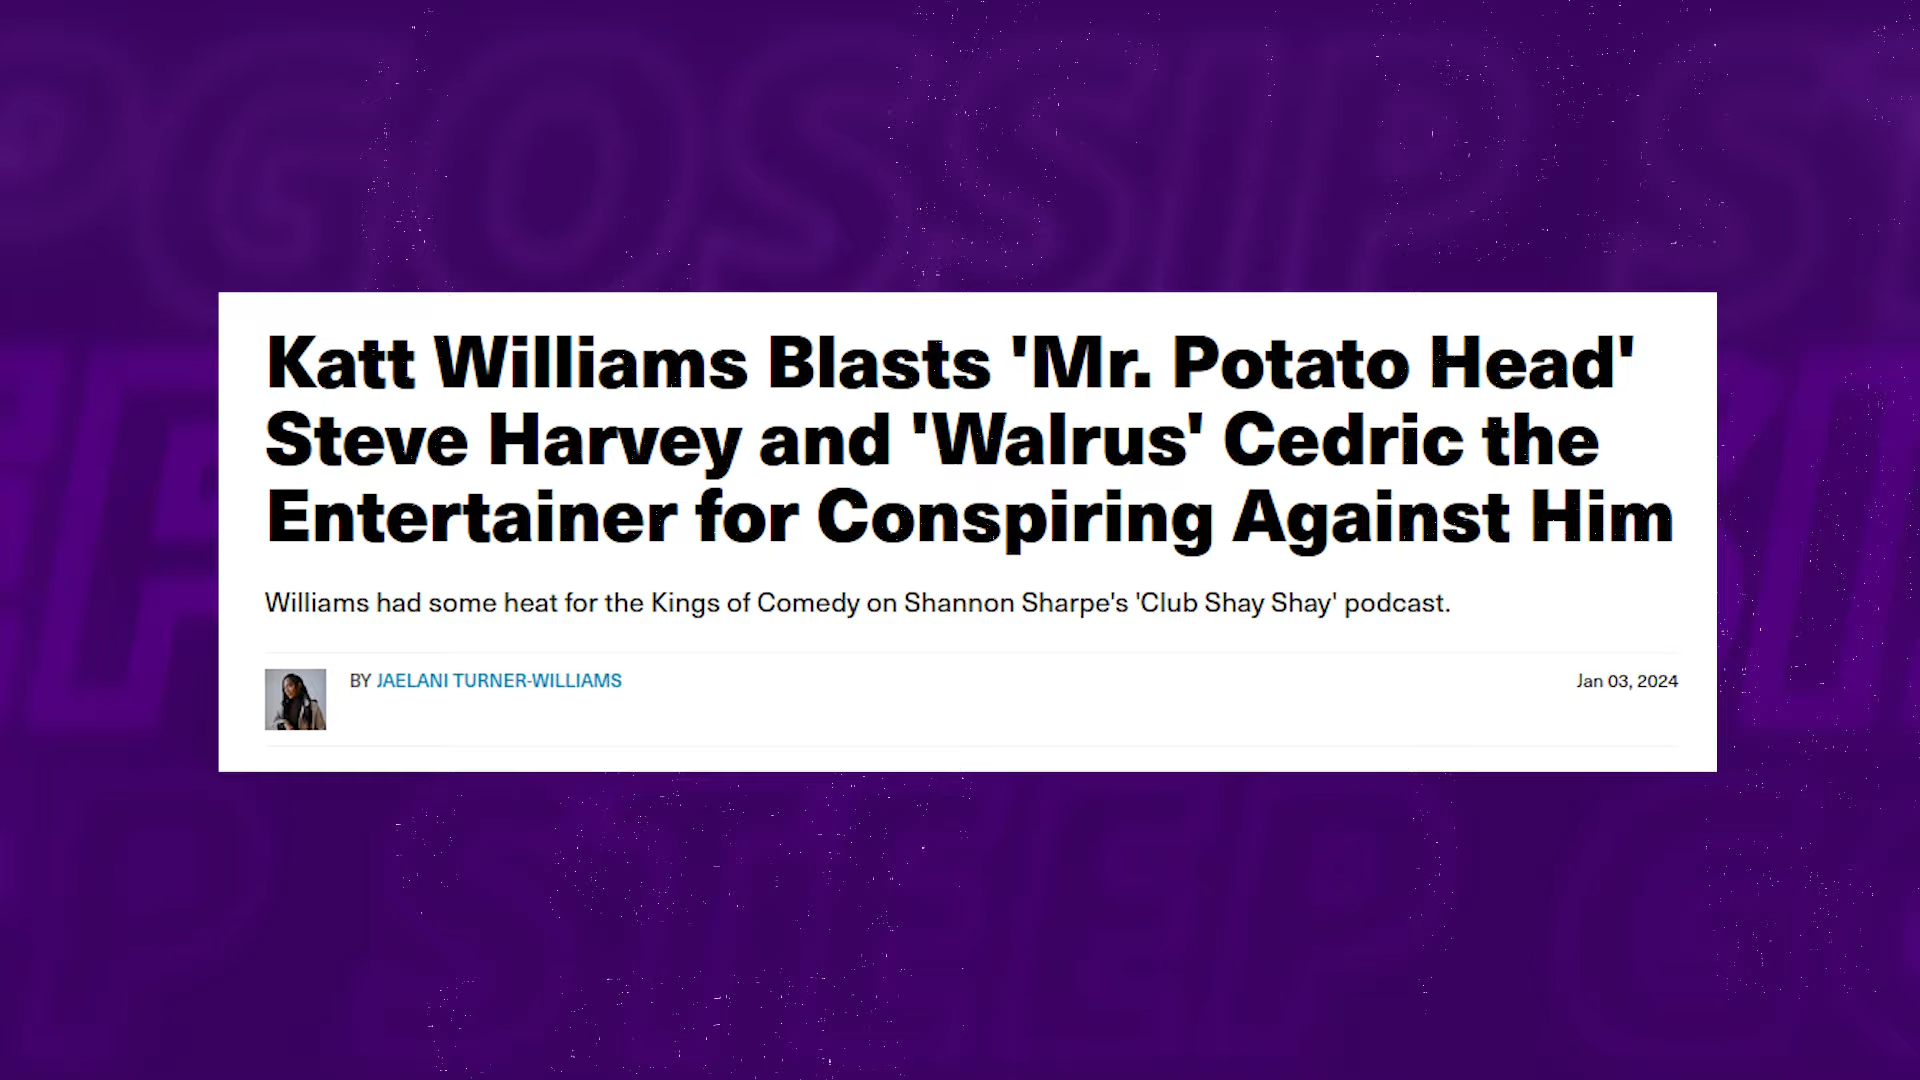 GOSSIP
Katt Williams Blasts 'Mr. Potato Head'
Steve Harvey and 'Walrus' Cedric the
Entertainer for Conspiring Against Him
Williams had some heat for the Kings of Comedy on Shannon Sharpe's 'Club Shay Shay' podcast.
BY JAELANI TURNER-WILLIAMS
Jan 03, 2024